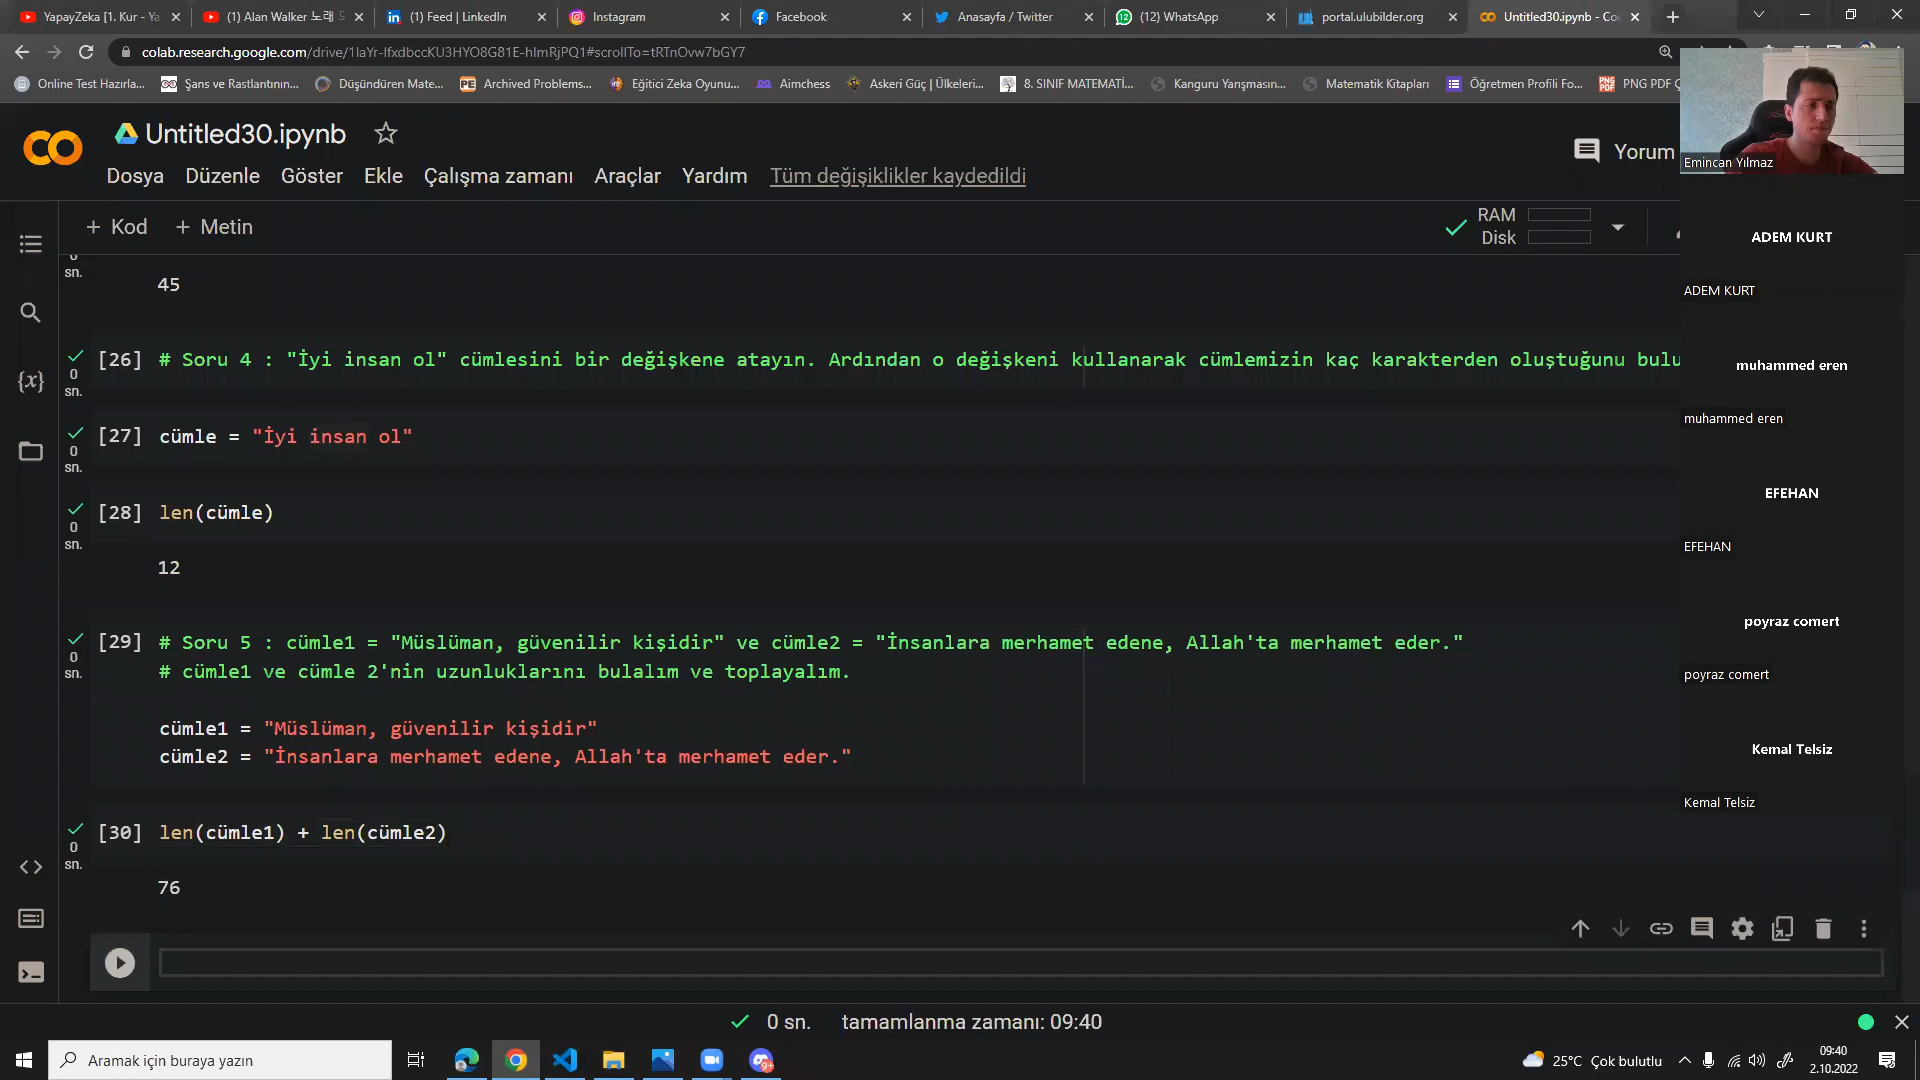 YapayZeka [1. Kur - Ya
(1) Alan Walker 노래
(1) Feed | LinkedIn
Instagram
Facebook
Anasayfa / Twitter
(12) WhatsApp
portal.ulubilder.org
Untitled30.ipynb - Co
colab.research.google.com/drive/1IaYr-IfxdbccKU3HYO8G81E-hImRjPQ1#scrollTo=tRTnOvw7bGY7
Online Test Hazırla...
Şans ve Rastlantının...
Düşündüren Mate...
Archived Problems...
Eğitici Zeka Oyunu...
Aimchess
Askeri Güç | Ülkeleri...
8. SINIF MATEMATİ...
Kanguru Yarışmasın...
Matematik Kitapları
Öğretmen Profili Fo...
PNG PDF
Untitled30.ipynb
Yorum
Emincan Yılmaz
Dosya Düzenle Göster Ekle Çalışma zamanı Araçlar Yardım Tüm değişiklikler kaydedildi
+ Kod + Metin
RAM
Disk
ADEM KURT
ADEM KURT
sn.
45
[26] # Soru 4 : "İyi insan ol" cümlesini bir değişkene atayın. Ardından o değişkeni kullanarak cümlemizin kaç karakterden oluştuğunu bulu
0
sn.
muhammed eren
muhammed eren
[27] cümle = "İyi insan ol"
0
sn.
[28] len(cümle)
0
sn.
EFEHAN
EFEHAN
12
[29] # Soru 5 : cümle1 = "Müslüman, güvenilir kişidir" ve cümle2 = "İnsanlara merhamet edene, Allah'ta merhamet eder."
0
sn.
# cümle1 ve cümle 2'nin uzunluklarını bulalım ve toplayalım.
poyraz comert
poyraz comert
cümle1 = "Müslüman, güvenilir kişidir"
cümle2 = "İnsanlara merhamet edene, Allah'ta merhamet eder."
Kemal Telsiz
Kemal Telsiz
[30] len(cümle1) + len(cümle2)
0
sn.
76
0 sn. tamamlanma zamanı: 09:40
Aramak için buraya yazın
25°C Çok bulutlu
09:40
2.10.2022